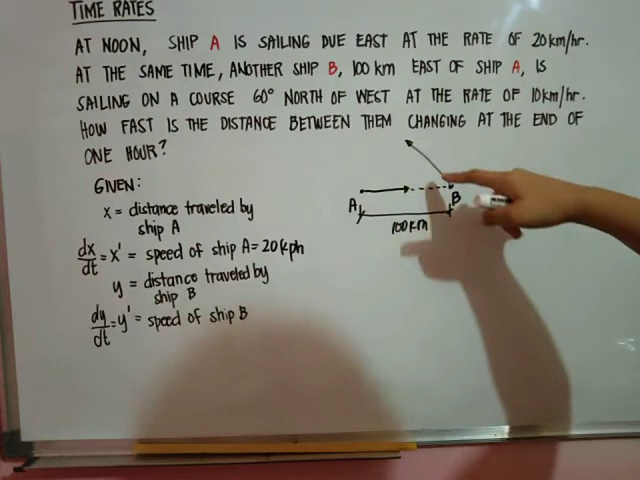 TIME RATES
AT NOON, SHIP A IS SAILING DUE EAST AT THE RATE OF 20km/hr.
AT THE SAME TIME, ANOTHER SHIP B, 100 km EAST OF SHIP A, IS
SAILING ON A COURSE 60° NORTH OF WEST AT THE RATE OF 10km/hr.
HOW FAST IS THE DISTANCE BETWEEN THEM CHANGING AT THE END OF
ONE HOUR?
GIVEN:
x = distance traveled by
ship A
dx/dt = x' = speed of ship A = 20kph
y = distance traveled by
ship B
dy/dt = y' = speed of ship B
A
B
100km